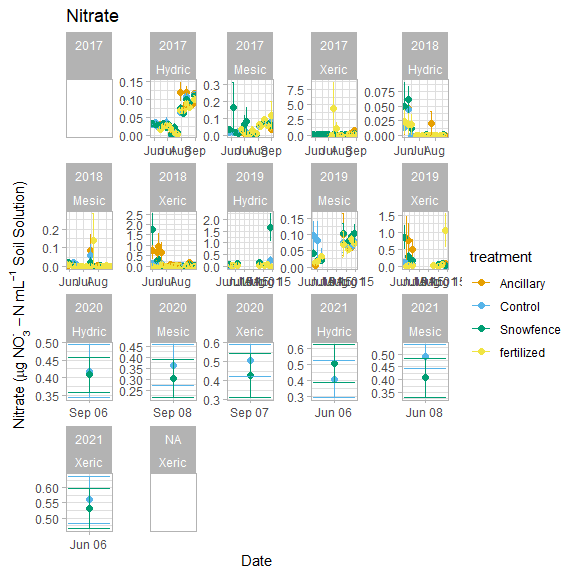 Nitrate
2017 2017 2017 2017 2018
Hydric Mesic Xeric Hydric
0.15 0.10 0.05 0.00
0.3 0.2 0.1 0.0
7.5 5.0 2.5 0.0
0.075 0.050 0.025 0.000
2018 2018 2019 2019 2019
Mesic Xeric Hydric Mesic Xeric
0.2 0.1 0.0
2.5 2.0 1.5 1.0 0.5 0.0
3 2 1 0
0.15 0.10 0.05 0.00
1.5 1.0 0.5 0.0
2020 2020 2020 2021 2021
Hydric Mesic Xeric Hydric Mesic
0.50 0.45 0.40 0.35
0.45 0.40 0.35 0.30 0.25
0.6 0.5 0.4 0.3
0.6 0.5 0.4 0.3
0.50 0.45 0.40 0.35
Sep 06 Sep 08 Sep 07 Jun 06 Jun 08
2021 NA
Xeric Xeric
0.60 0.55 0.50
Jun 06
Date
Nitrate (µg NO₃⁻ − N mL⁻¹ Soil Solution)
treatment
Ancillary
Control
Snowfence
fertilized